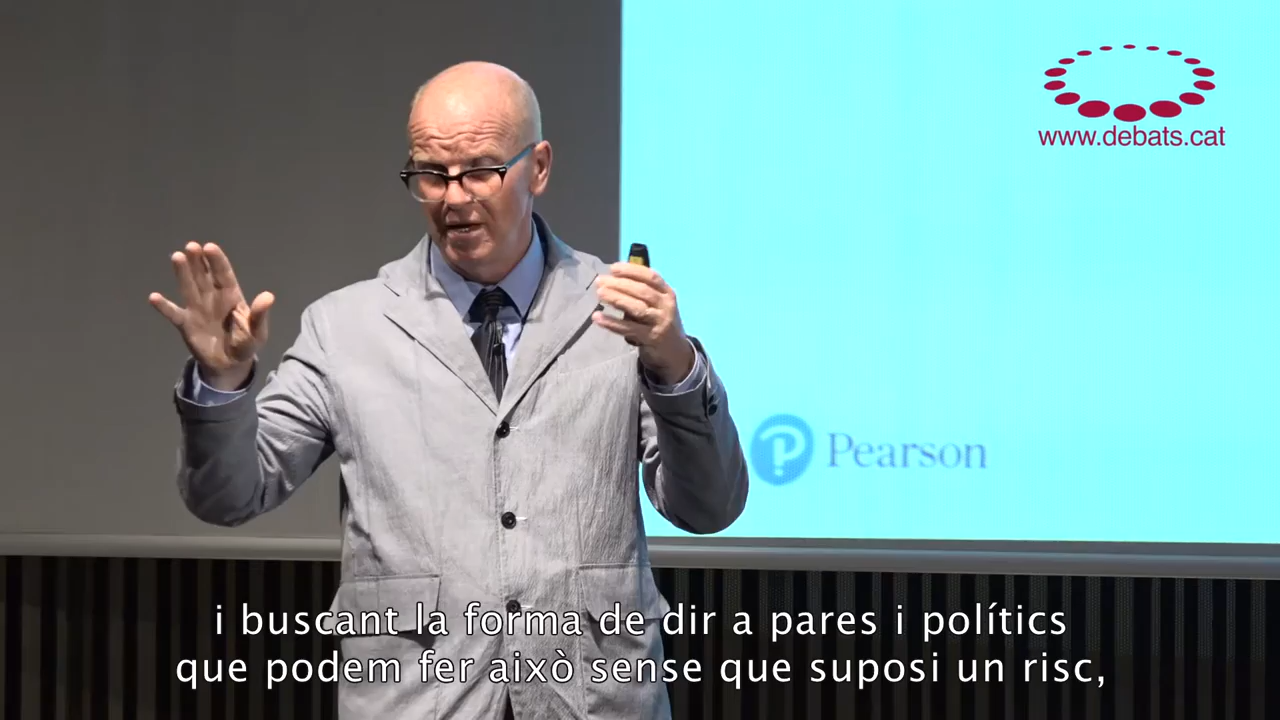 www.debats.cat
Pearson
i buscant la forma de dir a pares i polítics
que podem fer això sense que suposi un risc,